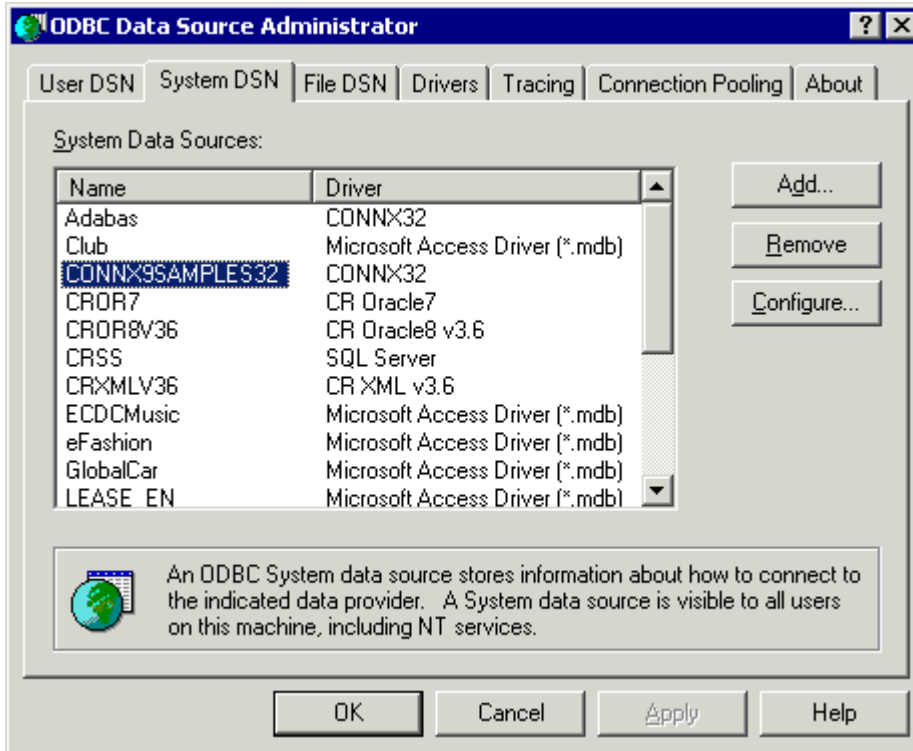 ODBC Data Source Administrator
User DSN System DSN File DSN Drivers Tracing Connection Pooling About
System Data Sources:
Name Driver
Adabas CONNX32
Club Microsoft Access Driver (*.mdb)
CONNX9SAMPLES32 CONNX32
CROR7 CR Oracle7
CROR8V36 CR Oracle8 v3.6
CRSS SQL Server
CRXMLV36 CR XML v3.6
ECDCMusic Microsoft Access Driver (*.mdb)
eFashion Microsoft Access Driver (*.mdb)
GlobalCar Microsoft Access Driver (*.mdb)
LEASE_EN Microsoft Access Driver (*.mdb)
Add...
Remove
Configure...
An ODBC System data source stores information about how to connect to
the indicated data provider. A System data source is visible to all users
on this machine, including NT services.
OK Cancel Apply Help